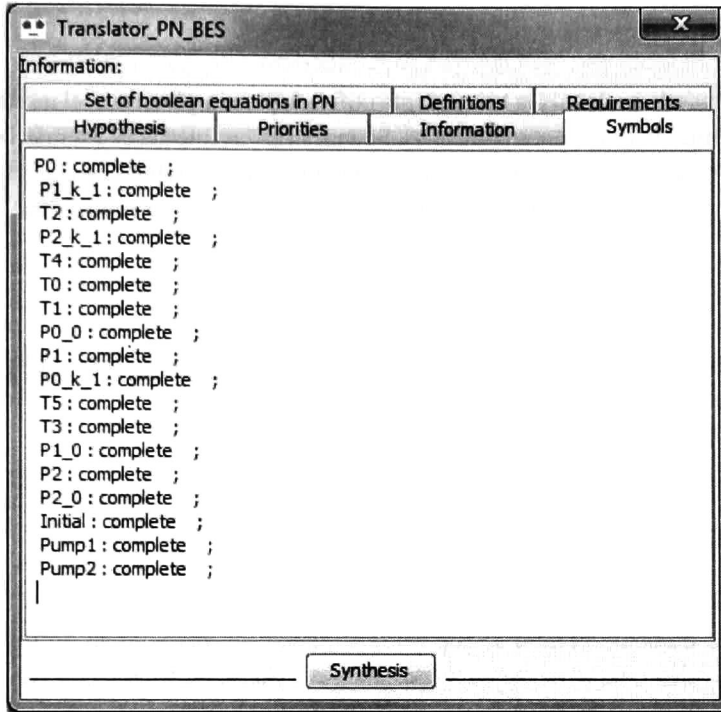 Translator_PN_BES
x
Information:
Set of boolean equations in PN Definitions Requirements
Hypothesis Priorities Information Symbols
P0 : complete ;
P1_k_1 : complete ;
T2 : complete ;
P2_k_1 : complete ;
T4 : complete ;
T0 : complete ;
T1 : complete ;
P0_0 : complete ;
P1 : complete ;
P0_k_1 : complete ;
T5 : complete ;
T3 : complete ;
P1_0 : complete ;
P2 : complete ;
P2_0 : complete ;
Initial : complete ;
Pump1 : complete ;
Pump2 : complete ;
Synthesis